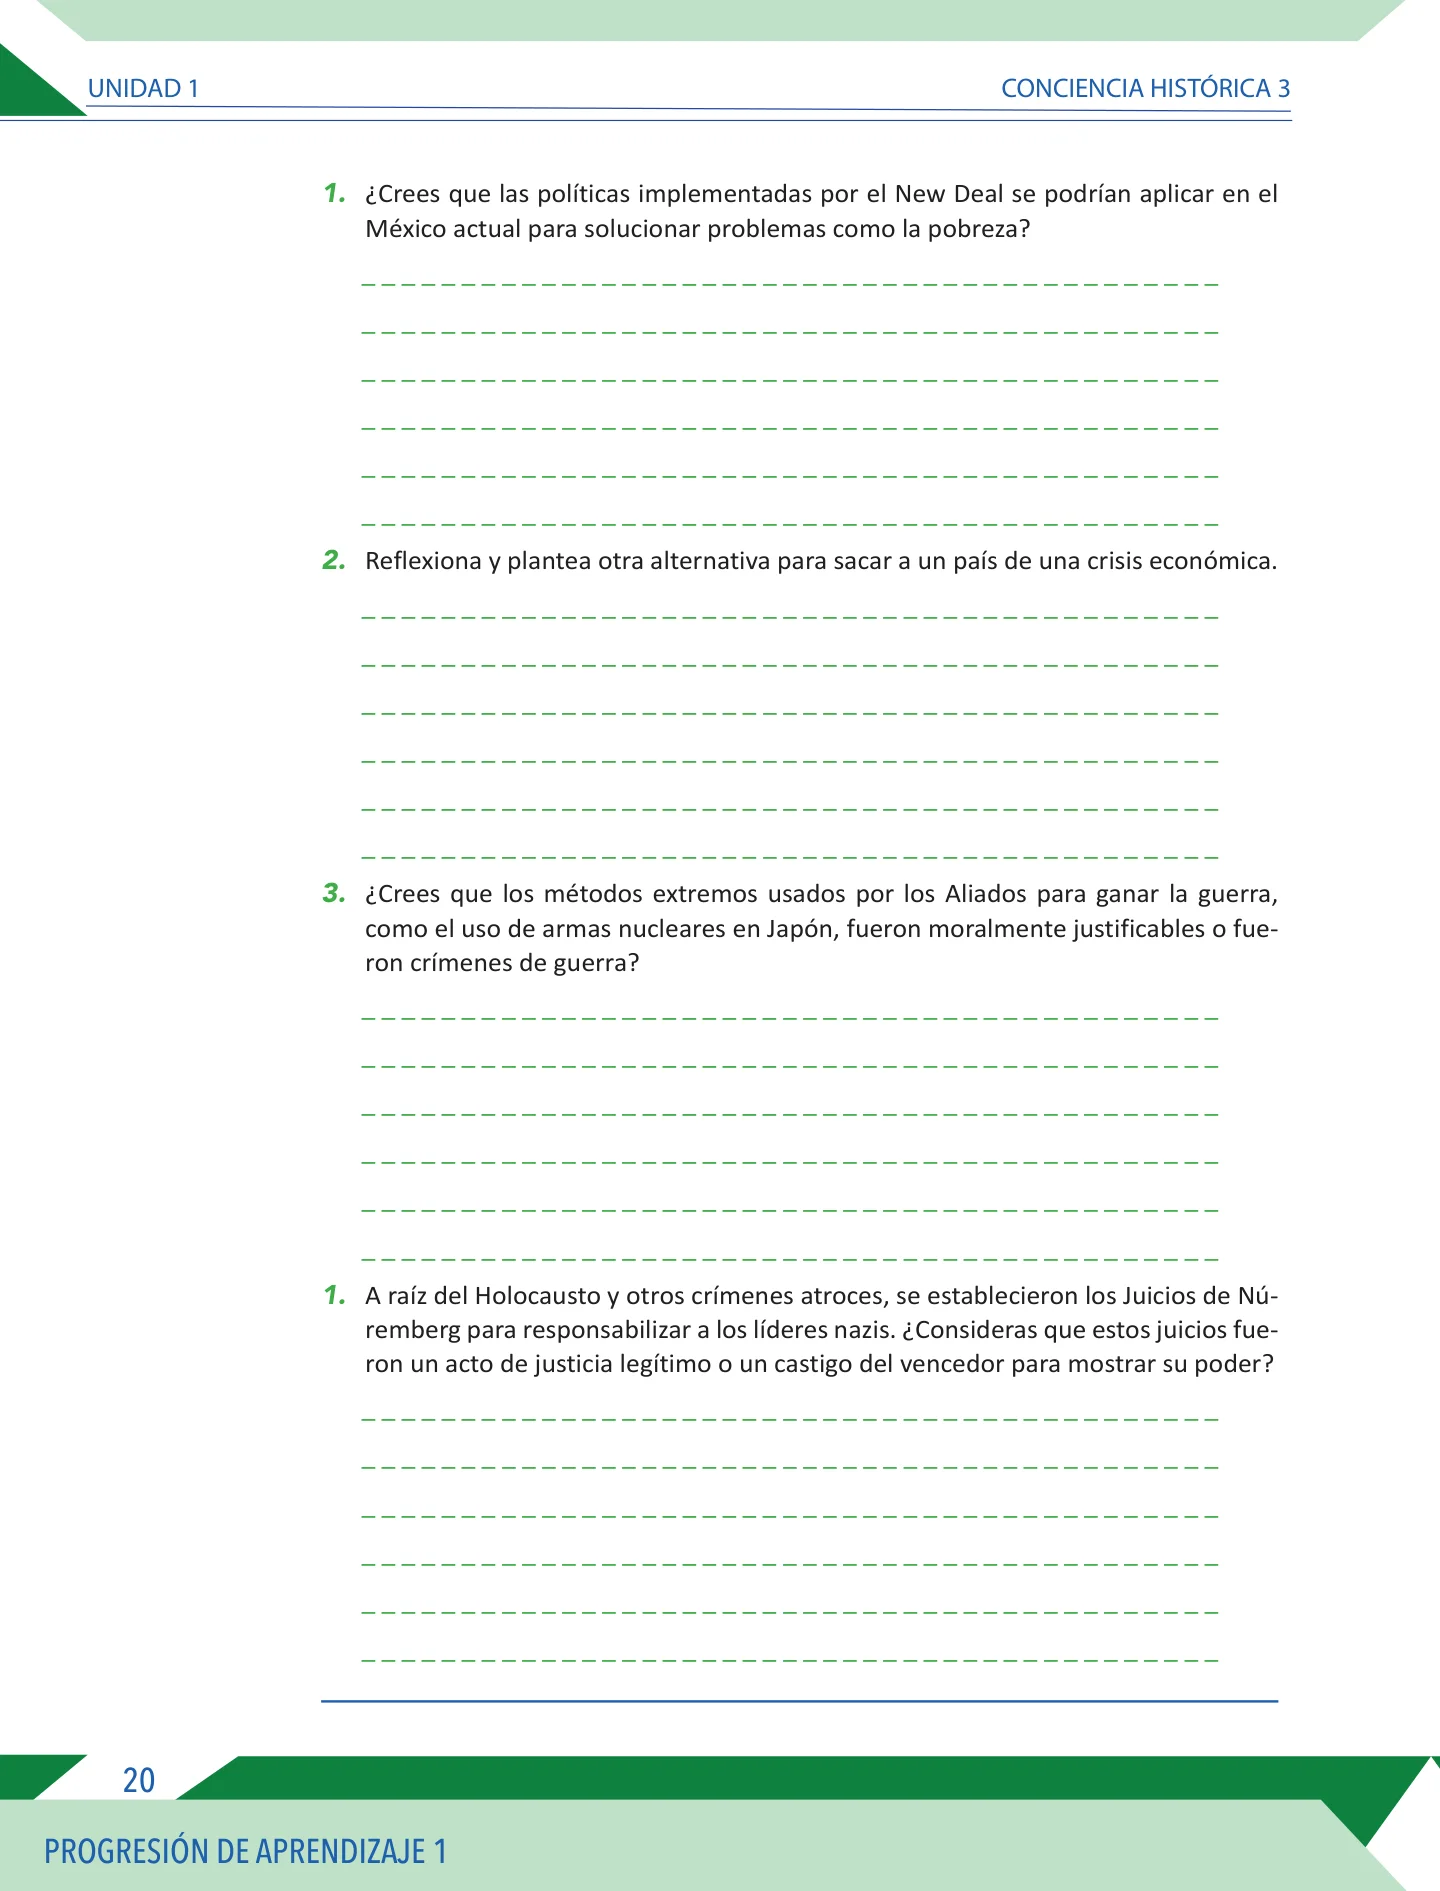 UNIDAD 1
CONCIENCIA HISTÓRICA 3
1. ¿Crees que las políticas implementadas por el New Deal se podrían aplicar en el
México actual para solucionar problemas como la pobreza?
2. Reflexiona y plantea otra alternativa para sacar a un país de una crisis económica.
3. ¿Crees que los métodos extremos usados por los Aliados para ganar la guerra,
como el uso de armas nucleares en Japón, fueron moralmente justificables o fue-
ron crímenes de guerra?
1. A raíz del Holocausto y otros crímenes atroces, se establecieron los Juicios de Nú-
remberg para responsabilizar a los líderes nazis. ¿Consideras que estos juicios fue-
ron un acto de justicia legítimo o un castigo del vencedor para mostrar su poder?
20
PROGRESIÓN DE APRENDIZAJE 1